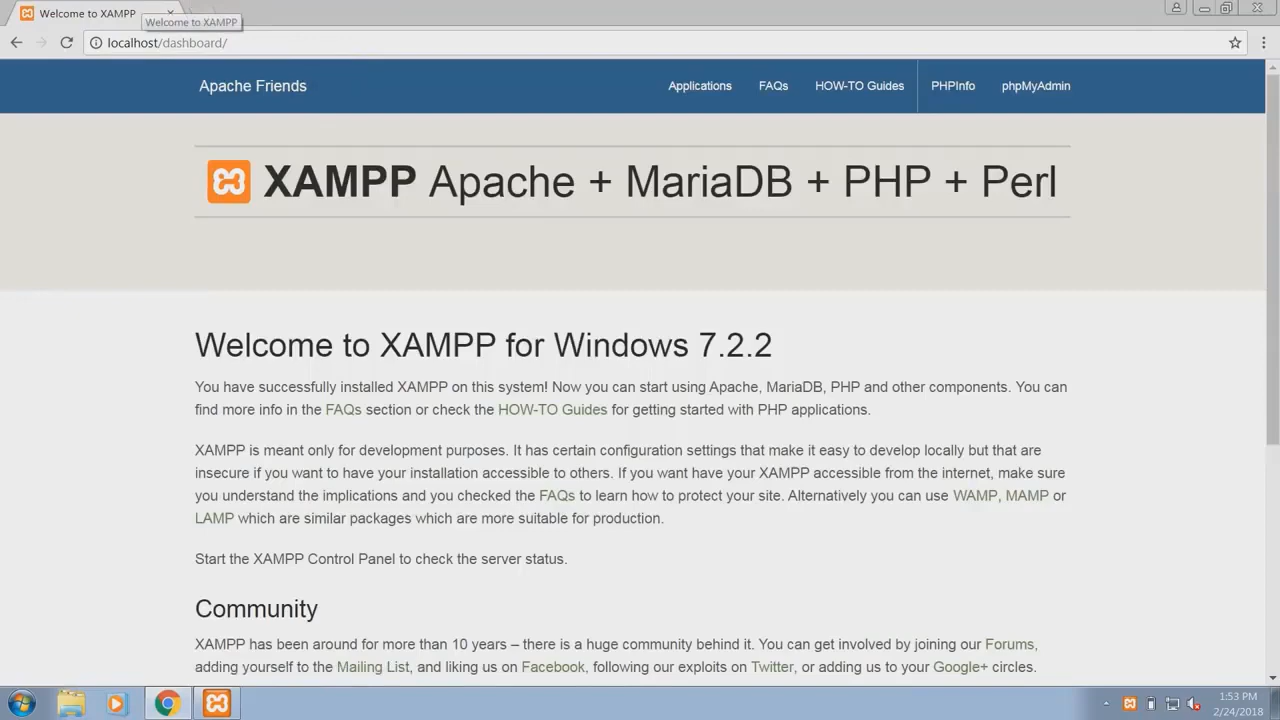 Welcome to XAMPP
Welcome to XAMPP
localhost/dashboard/
Apache Friends
Applications
FAQs
HOW-TO Guides
PHPInfo
phpMyAdmin
XAMPP Apache + MariaDB + PHP + Perl
Welcome to XAMPP for Windows 7.2.2
You have successfully installed XAMPP on this system! Now you can start using Apache, MariaDB, PHP and other components. You can
find more info in the FAQs section or check the HOW-TO Guides for getting started with PHP applications.
XAMPP is meant only for development purposes. It has certain configuration settings that make it easy to develop locally but that are
insecure if you want to have your installation accessible to others. If you want have your XAMPP accessible from the internet, make sure
you understand the implications and you checked the FAQs to learn how to protect your site. Alternatively you can use WAMP, MAMP or
LAMP which are similar packages which are more suitable for production.
Start the XAMPP Control Panel to check the server status.
Community
XAMPP has been around for more than 10 years – there is a huge community behind it. You can get involved by joining our Forums,
adding yourself to the Mailing List, and liking us on Facebook, following our exploits on Twitter, or adding us to your Google+ circles.
1:53 PM
2/24/2018